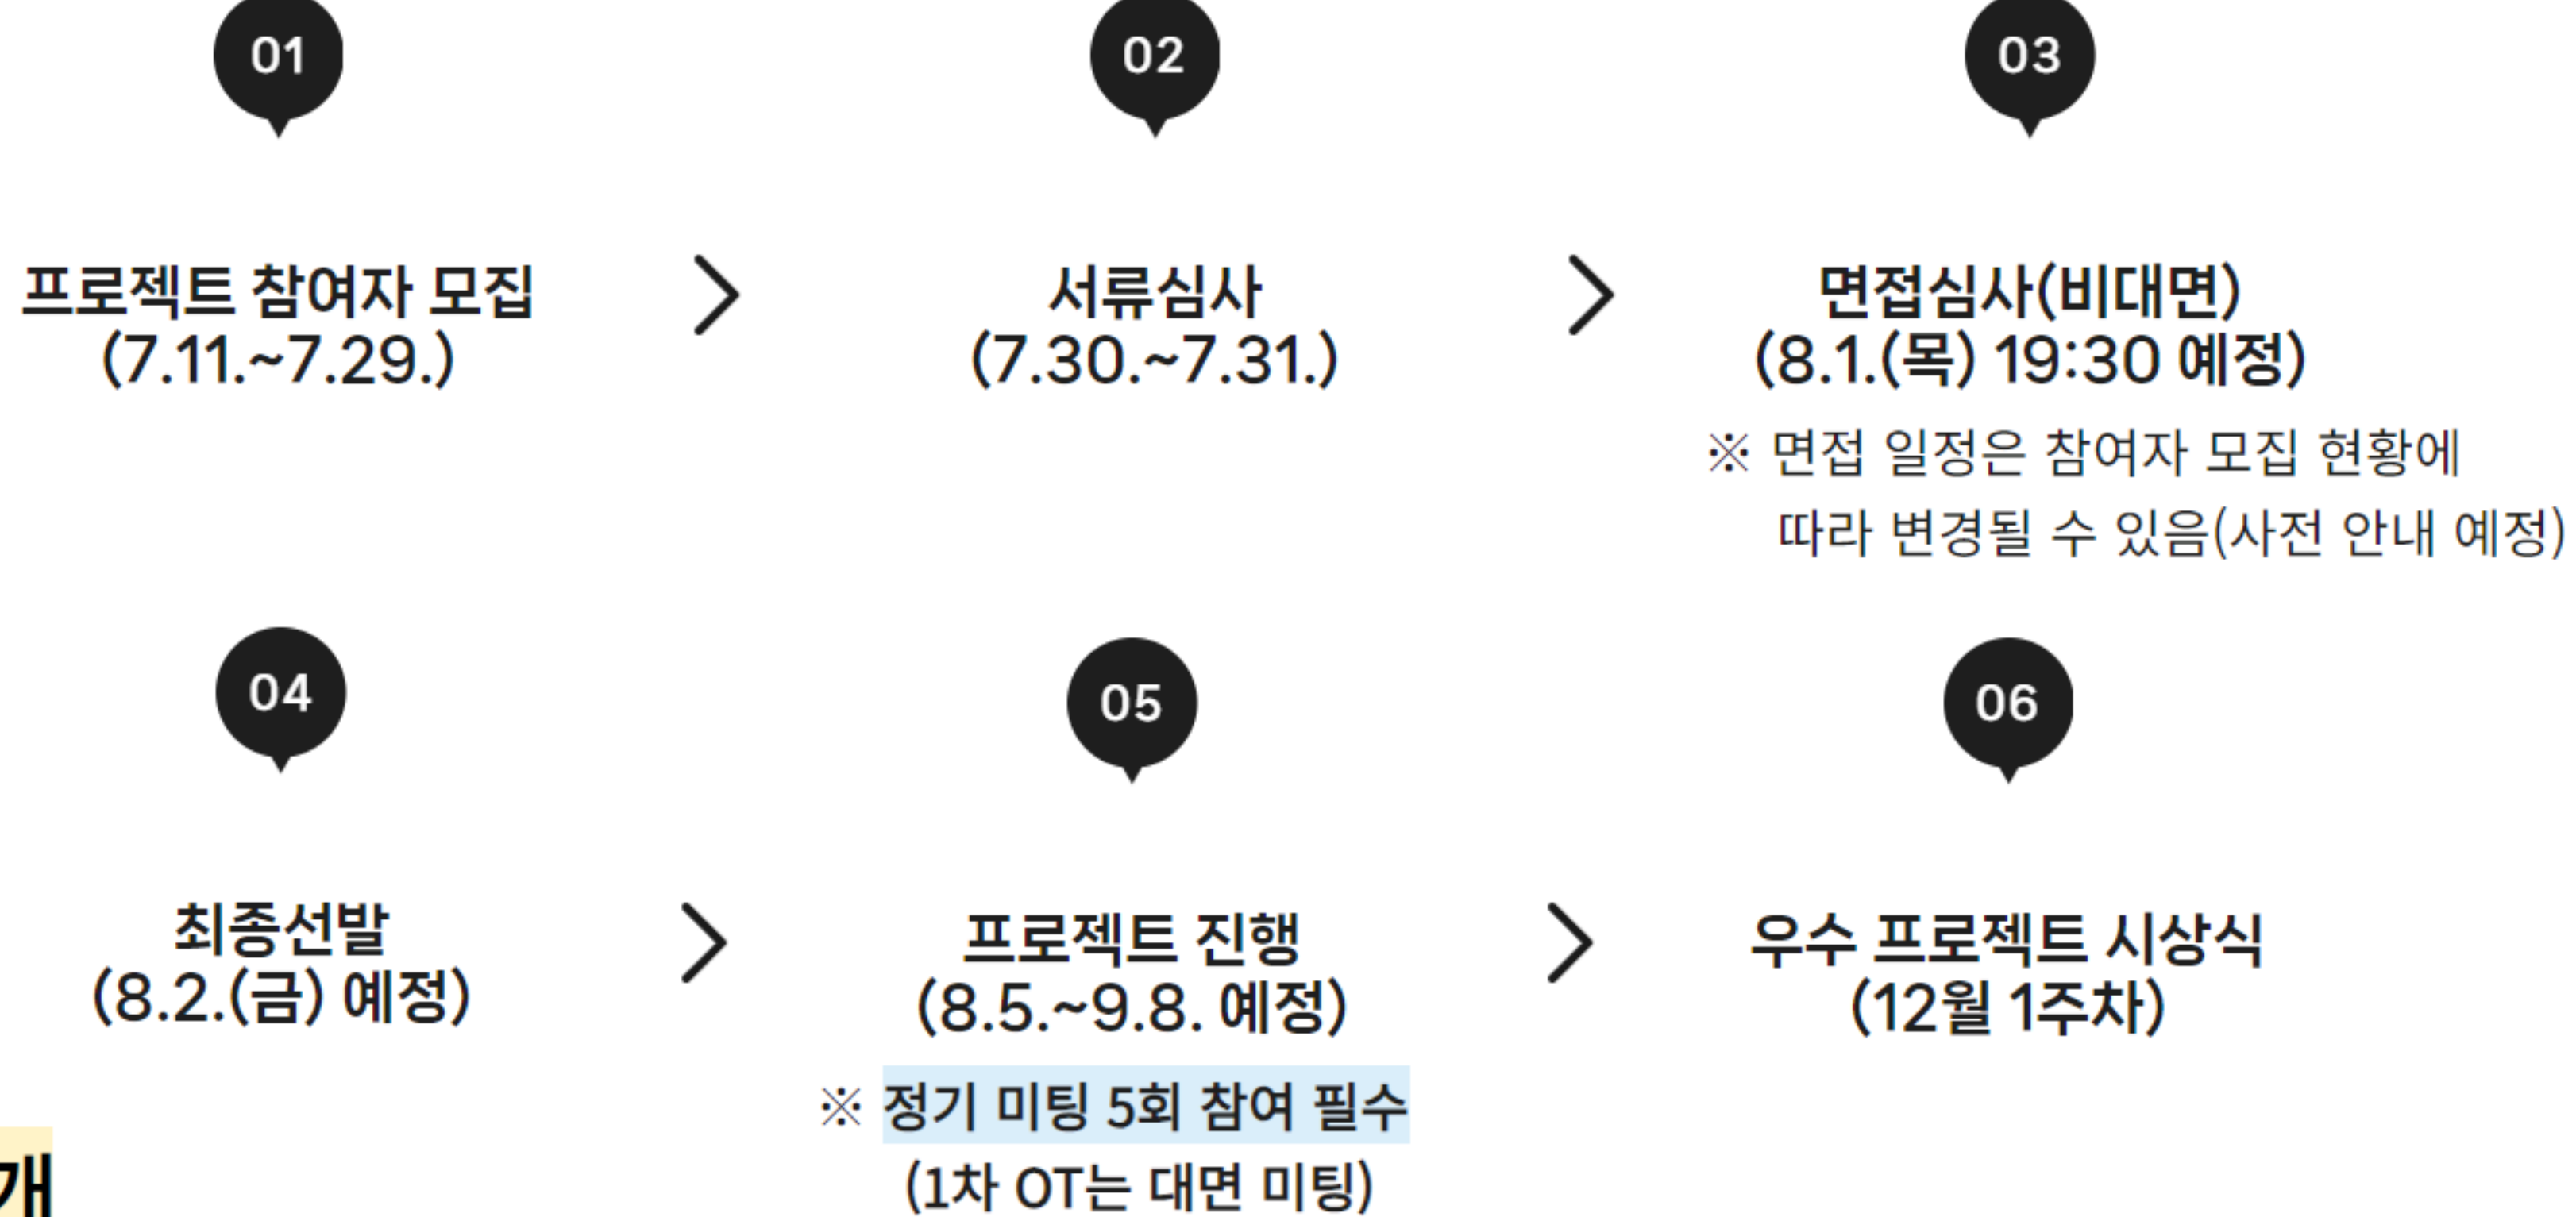 01
프로젝트 참여자 모집
(7.11.~7.29.)
02
서류심사
(7.30.~7.31.)
03
면접심사(비대면)
(8.1.(목) 19:30 예정)
※ 면접 일정은 참여자 모집 현황에
따라 변경될 수 있음(사전 안내 예정)
04
최종선발
(8.2.(금) 예정)
05
프로젝트 진행
(8.5.~9.8. 예정)
※ 정기 미팅 5회 참여 필수
(1차 OT는 대면 미팅)
06
우수 프로젝트 시상식
(12월 1주차)
개